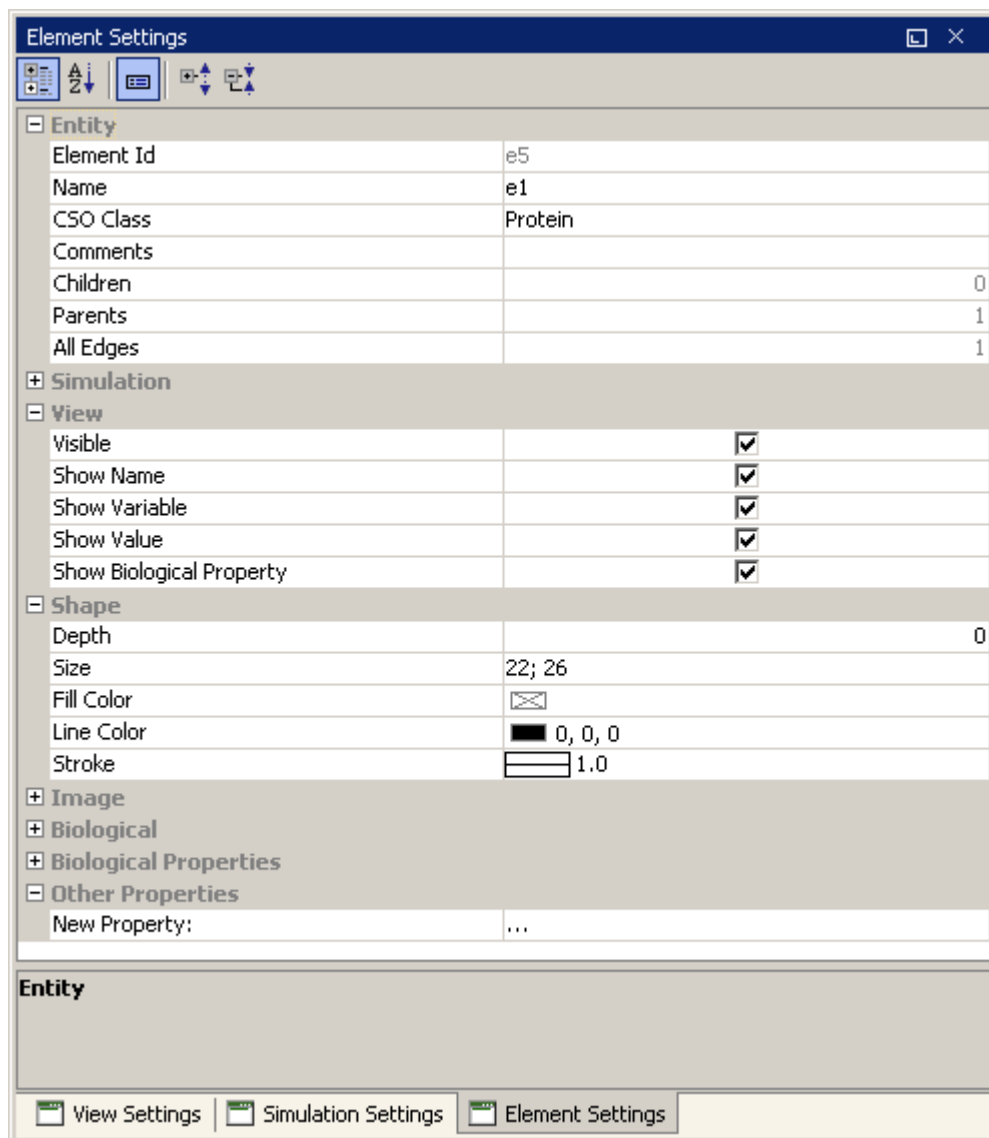 Element Settings
Entity
Element Id e5
Name e1
CSO Class Protein
Comments
Children 0
Parents 1
All Edges 1
Simulation
View
Visible
Show Name
Show Variable
Show Value
Show Biological Property
Shape
Depth 0
Size 22; 26
Fill Color
Line Color 0, 0, 0
Stroke 1.0
Image
Biological
Biological Properties
Other Properties
New Property: ...
Entity
View Settings Simulation Settings Element Settings